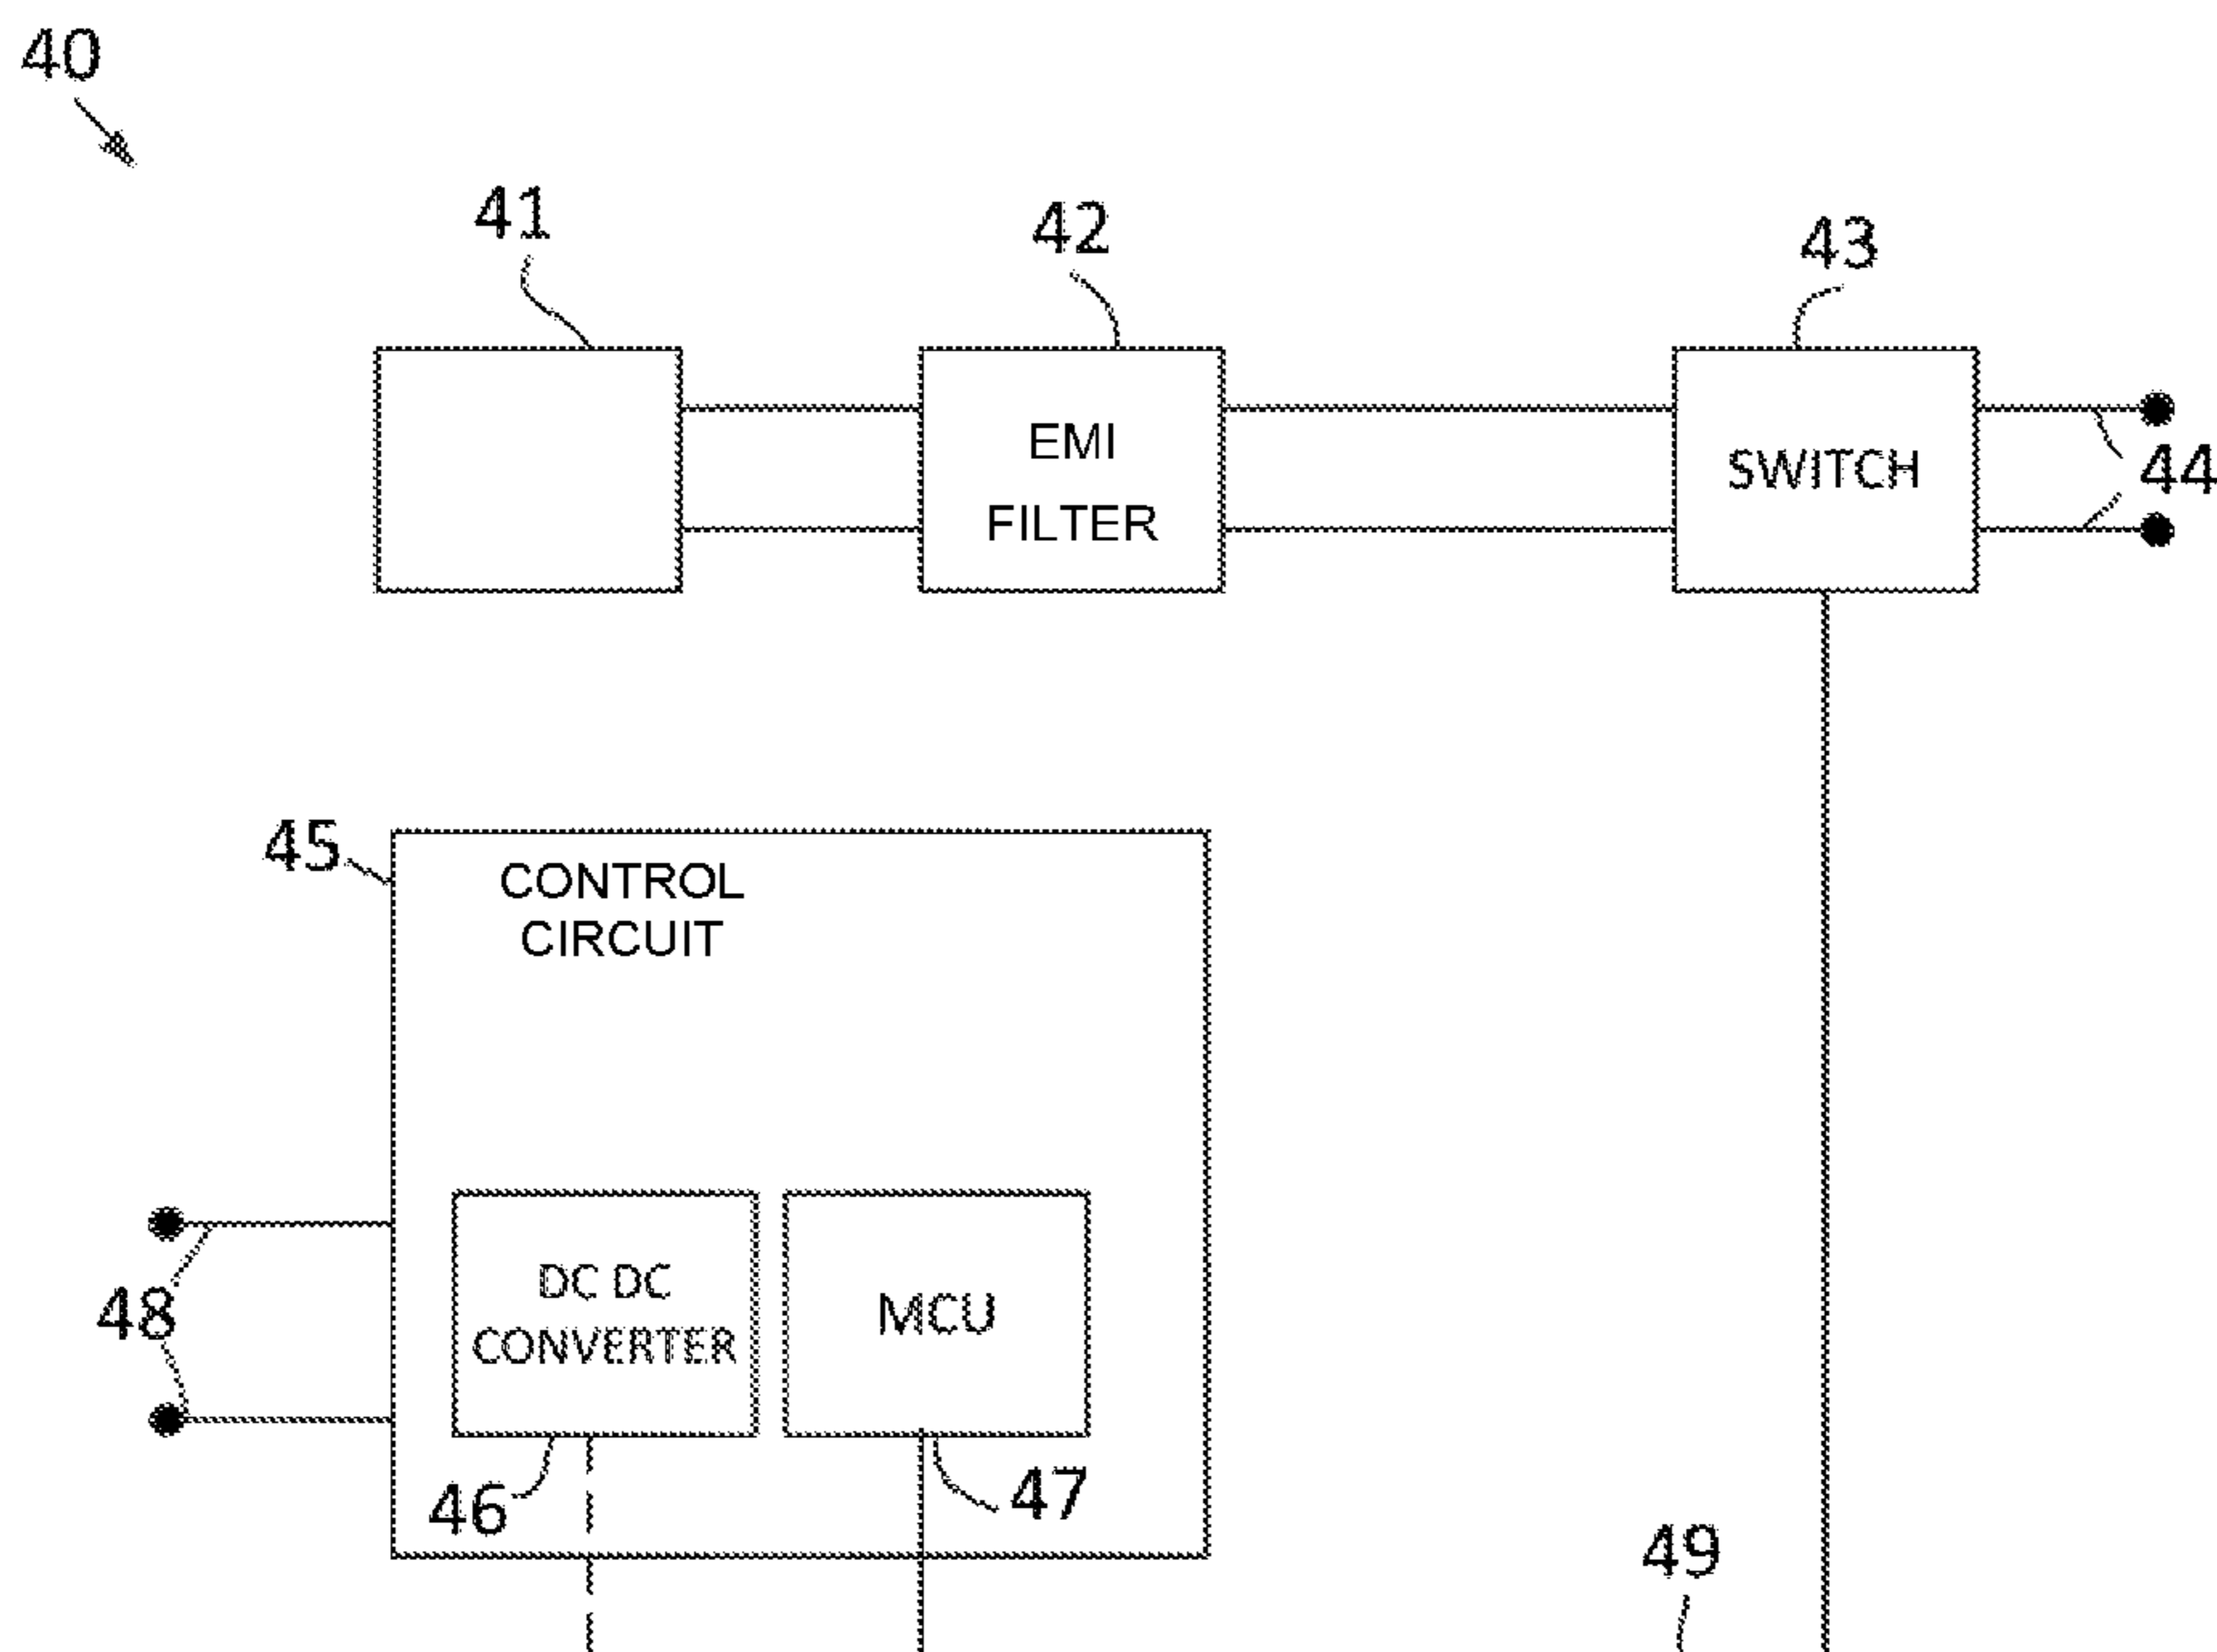 40
41
42
43
EMI
FILTER
SWITCH
44
45
CONTROL
CIRCUIT
DC DC
CONVERTER
MCU
48
46
47
49